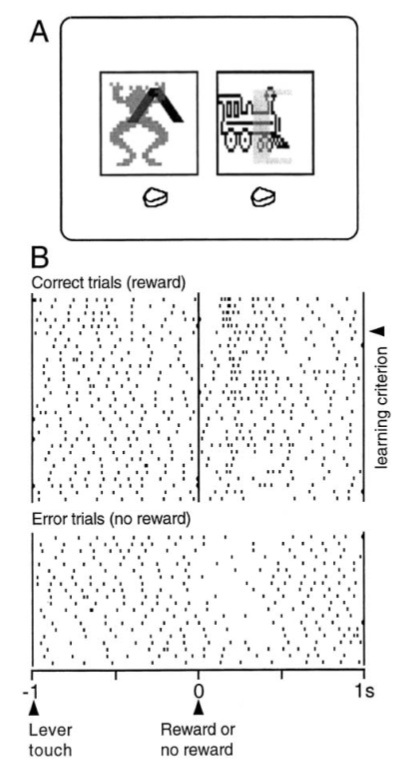 A
B
Correct trials (reward)
learning criterion
Error trials (no reward)
-1 0 1s
Lever Reward or
touch no reward